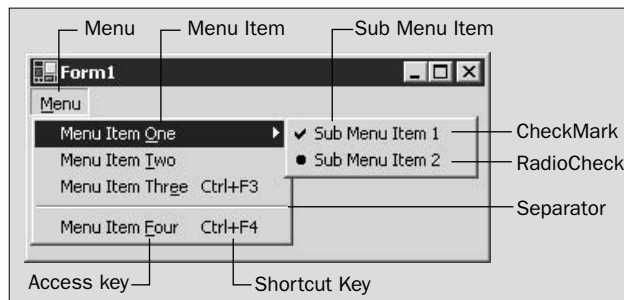 Menu Menu Item Sub Menu Item
Form1
Menu
Menu Item One Sub Menu Item 1 CheckMark
Menu Item Two Sub Menu Item 2 RadioCheck
Menu Item Three Ctrl+F3
Separator
Menu Item Four Ctrl+F4
Access key Shortcut Key